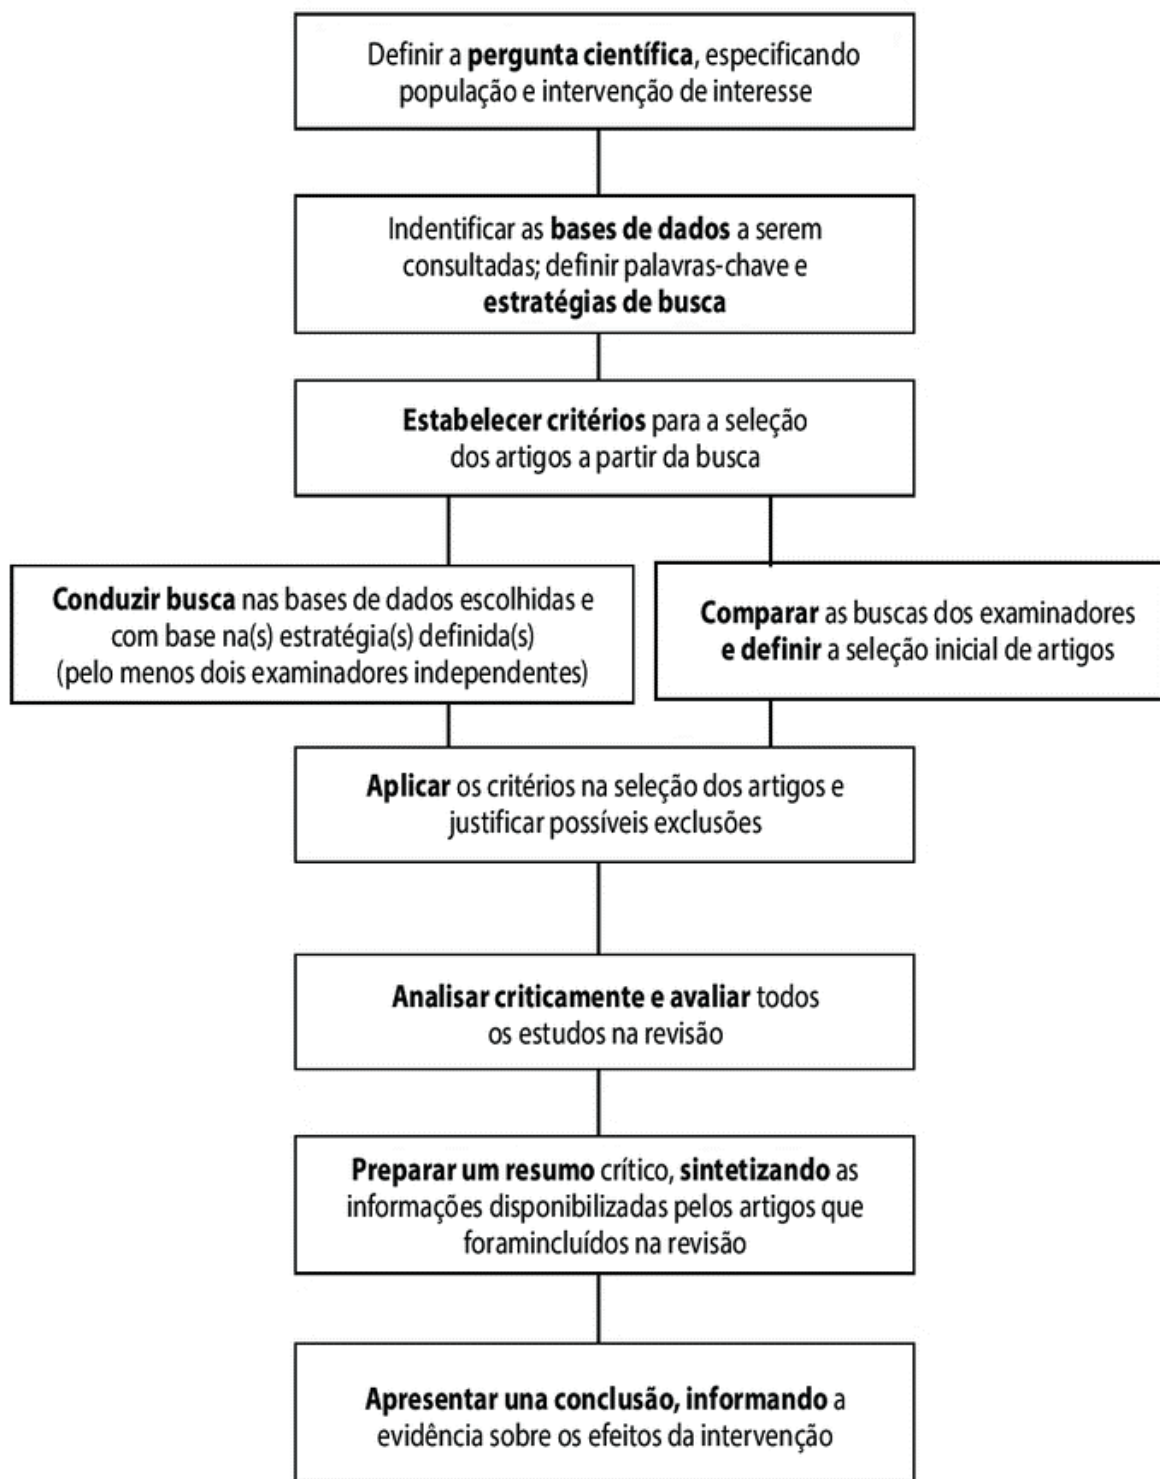 Definir a pergunta científica, especificando
população e intervenção de interesse
Indentificar as bases de dados a serem
consultadas; definir palavras-chave e
estratégias de busca
Estabelecer critérios para a seleção
dos artigos a partir da busca
Conduzir busca nas bases de dados escolhidas e
com base na(s) estratégia(s) definida(s)
(pelo menos dois examinadores independentes)
Comparar as buscas dos examinadores
e definir a seleção inicial de artigos
Aplicar os critérios na seleção dos artigos e
justificar possíveis exclusões
Analisar criticamente e avaliar todos
os estudos na revisão
Preparar um resumo crítico, sintetizando as
informações disponibilizadas pelos artigos que
foramincluídos na revisão
Apresentar una conclusão, informando a
evidência sobre os efeitos da intervenção